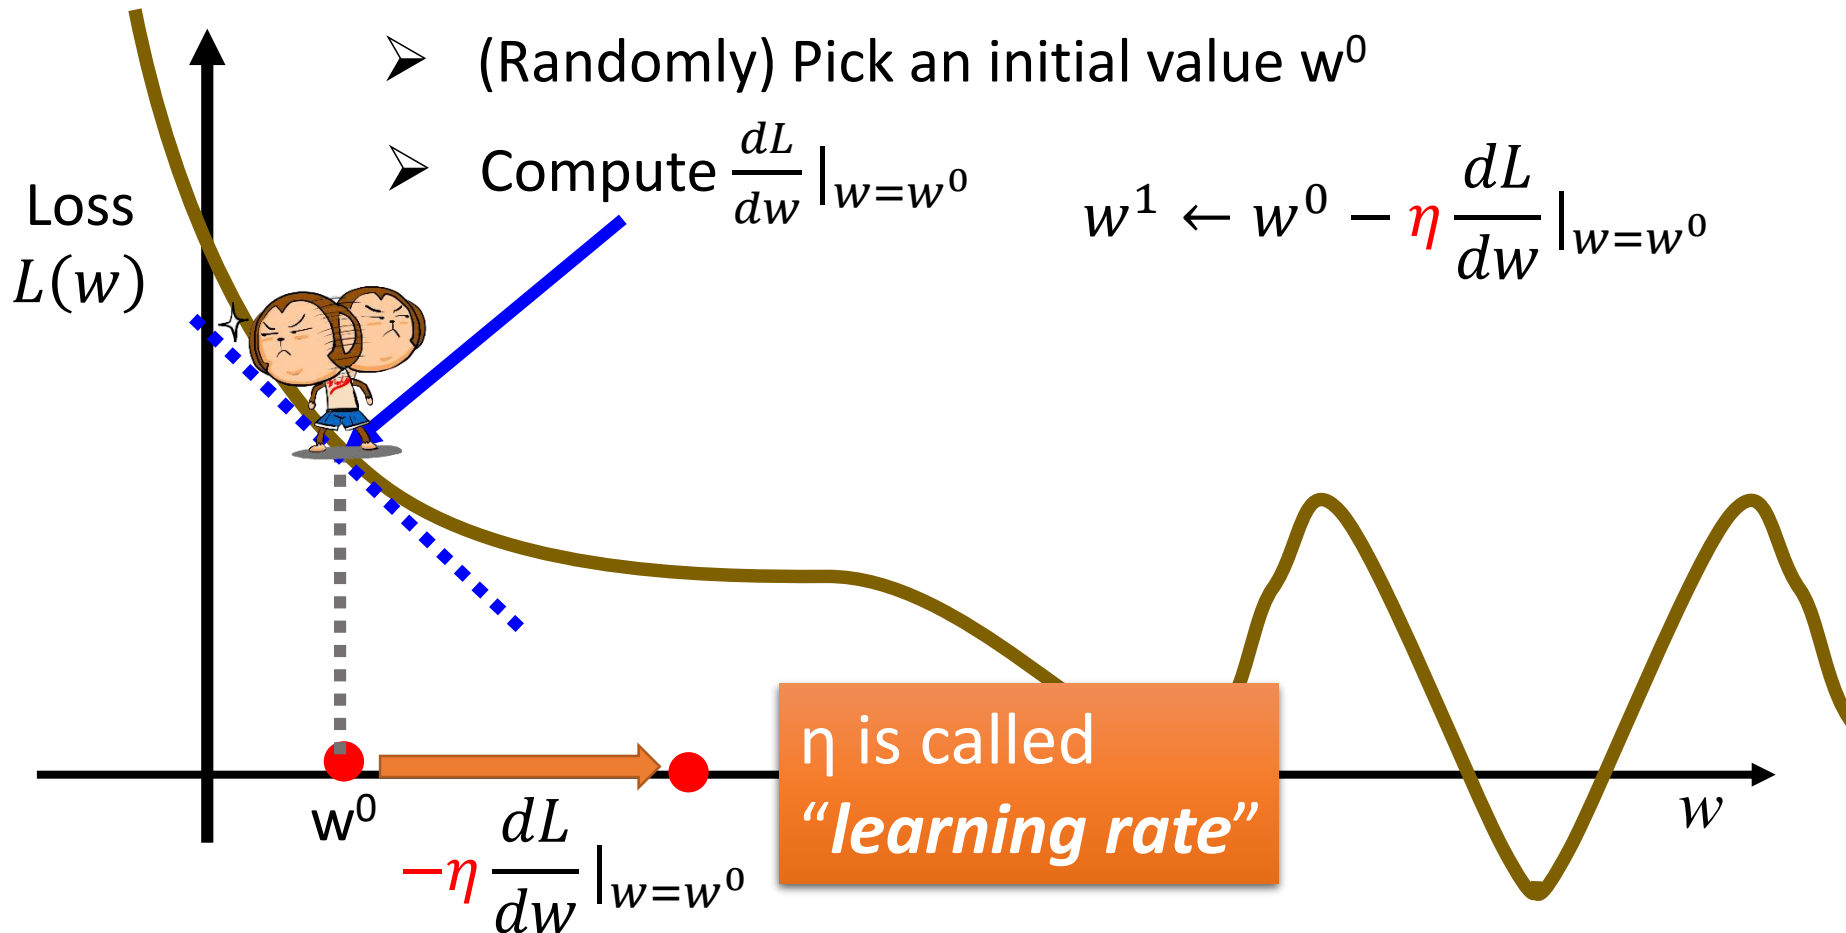 ➢ (Randomly) Pick an initial value w⁰
➢ Compute dL/dw |w=w⁰
w¹ ← w⁰ − η dL/dw |w=w⁰
Loss
L(w)
w⁰
−η dL/dw |w=w⁰
η is called
“learning rate”
w